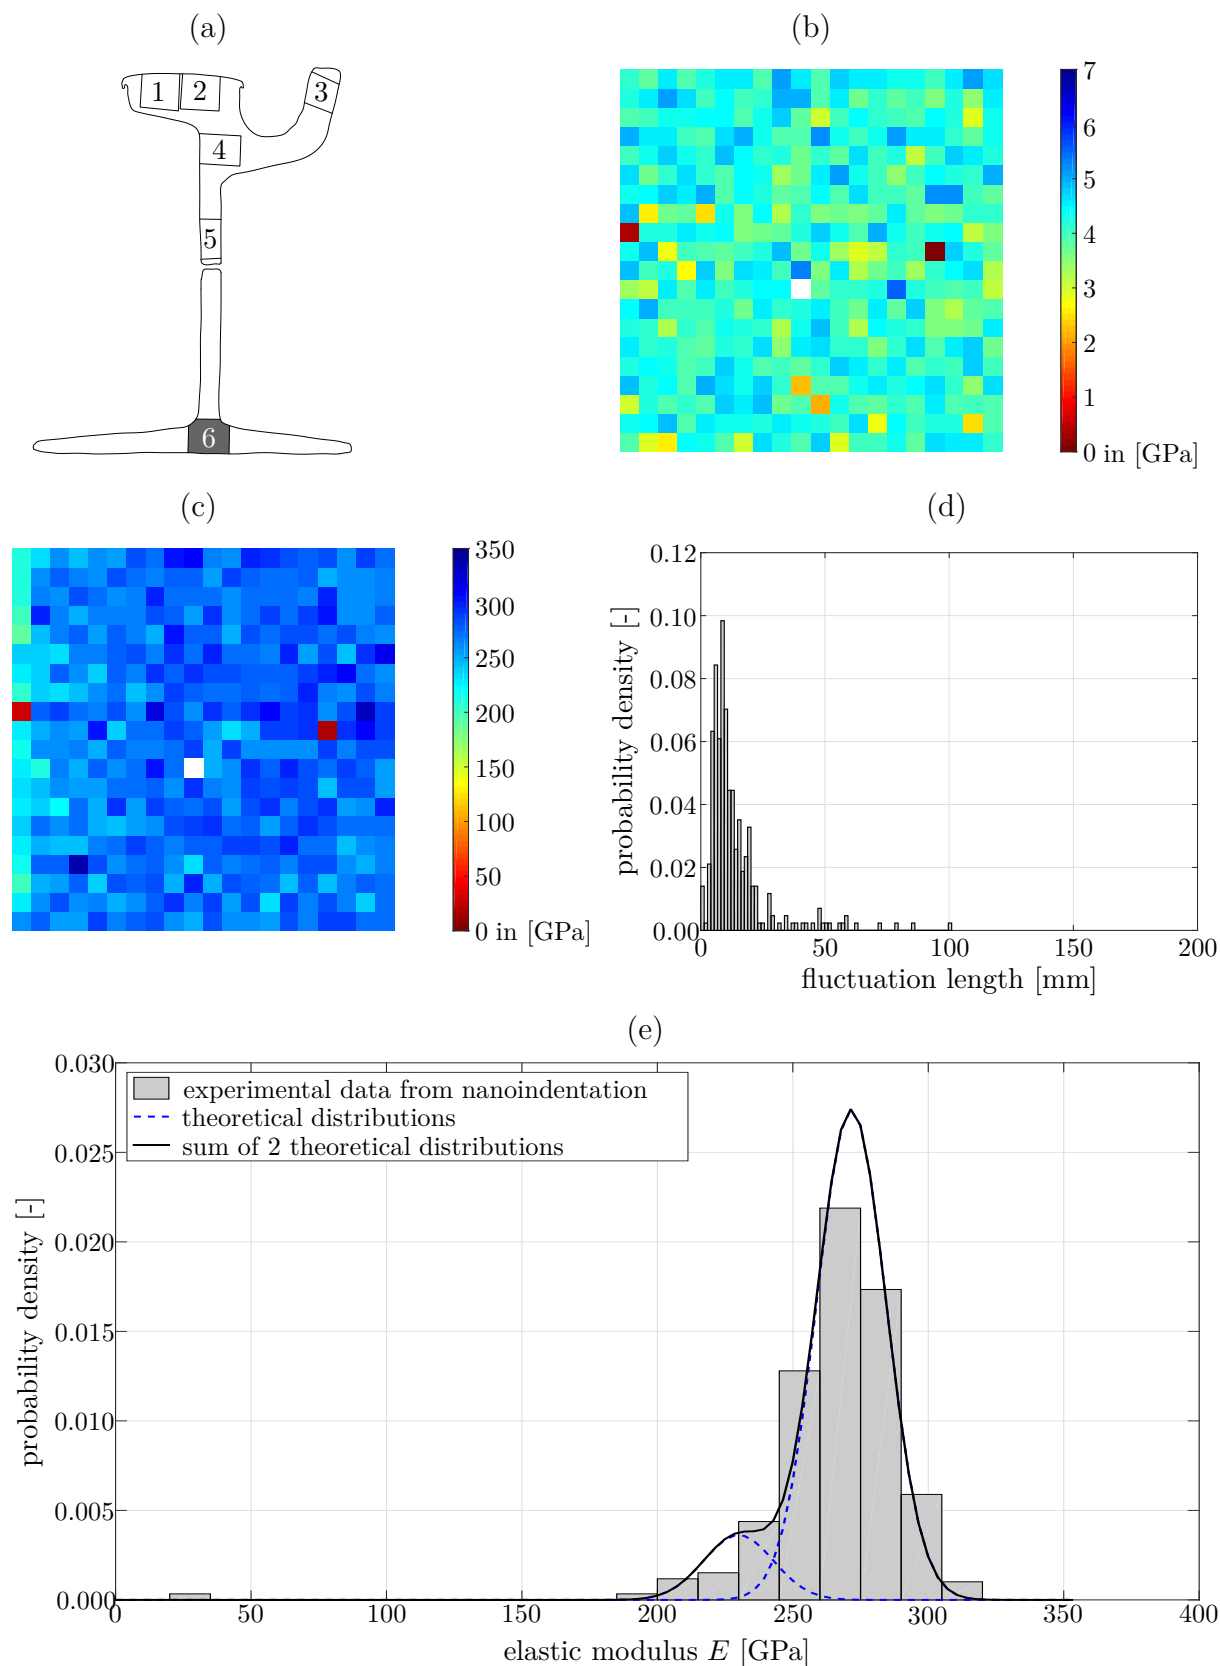 (a)
(b)
1 2 3
4
5
6
7
6
5
4
3
2
1
0 in [GPa]
(c)
(d)
350
300
250
200
150
100
50
0 in [GPa]
probability density [-]
0.12
0.10
0.08
0.06
0.04
0.02
0.00
0 50 100 150 200
fluctuation length [mm]
(e)
probability density [-]
0.030
0.025
0.020
0.015
0.010
0.005
0.000
experimental data from nanoindentation
theoretical distributions
sum of 2 theoretical distributions
0 50 100 150 200 250 300 350 400
elastic modulus E [GPa]